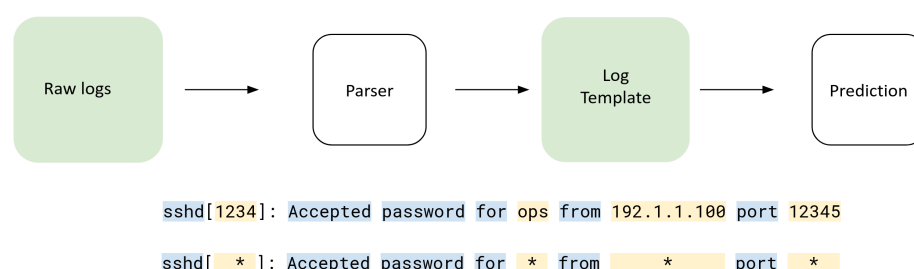 Raw logs
Parser
Log
Template
Prediction
sshd[1234]: Accepted password for ops from 192.1.1.100 port 12345
sshd[ * ]: Accepted password for * from * port *